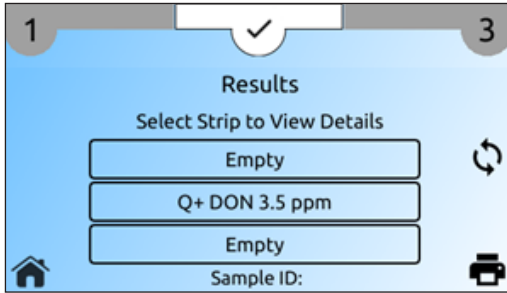 1
3
Results
Select Strip to View Details
Empty
Q+ DON 3.5 ppm
Empty
Sample ID: